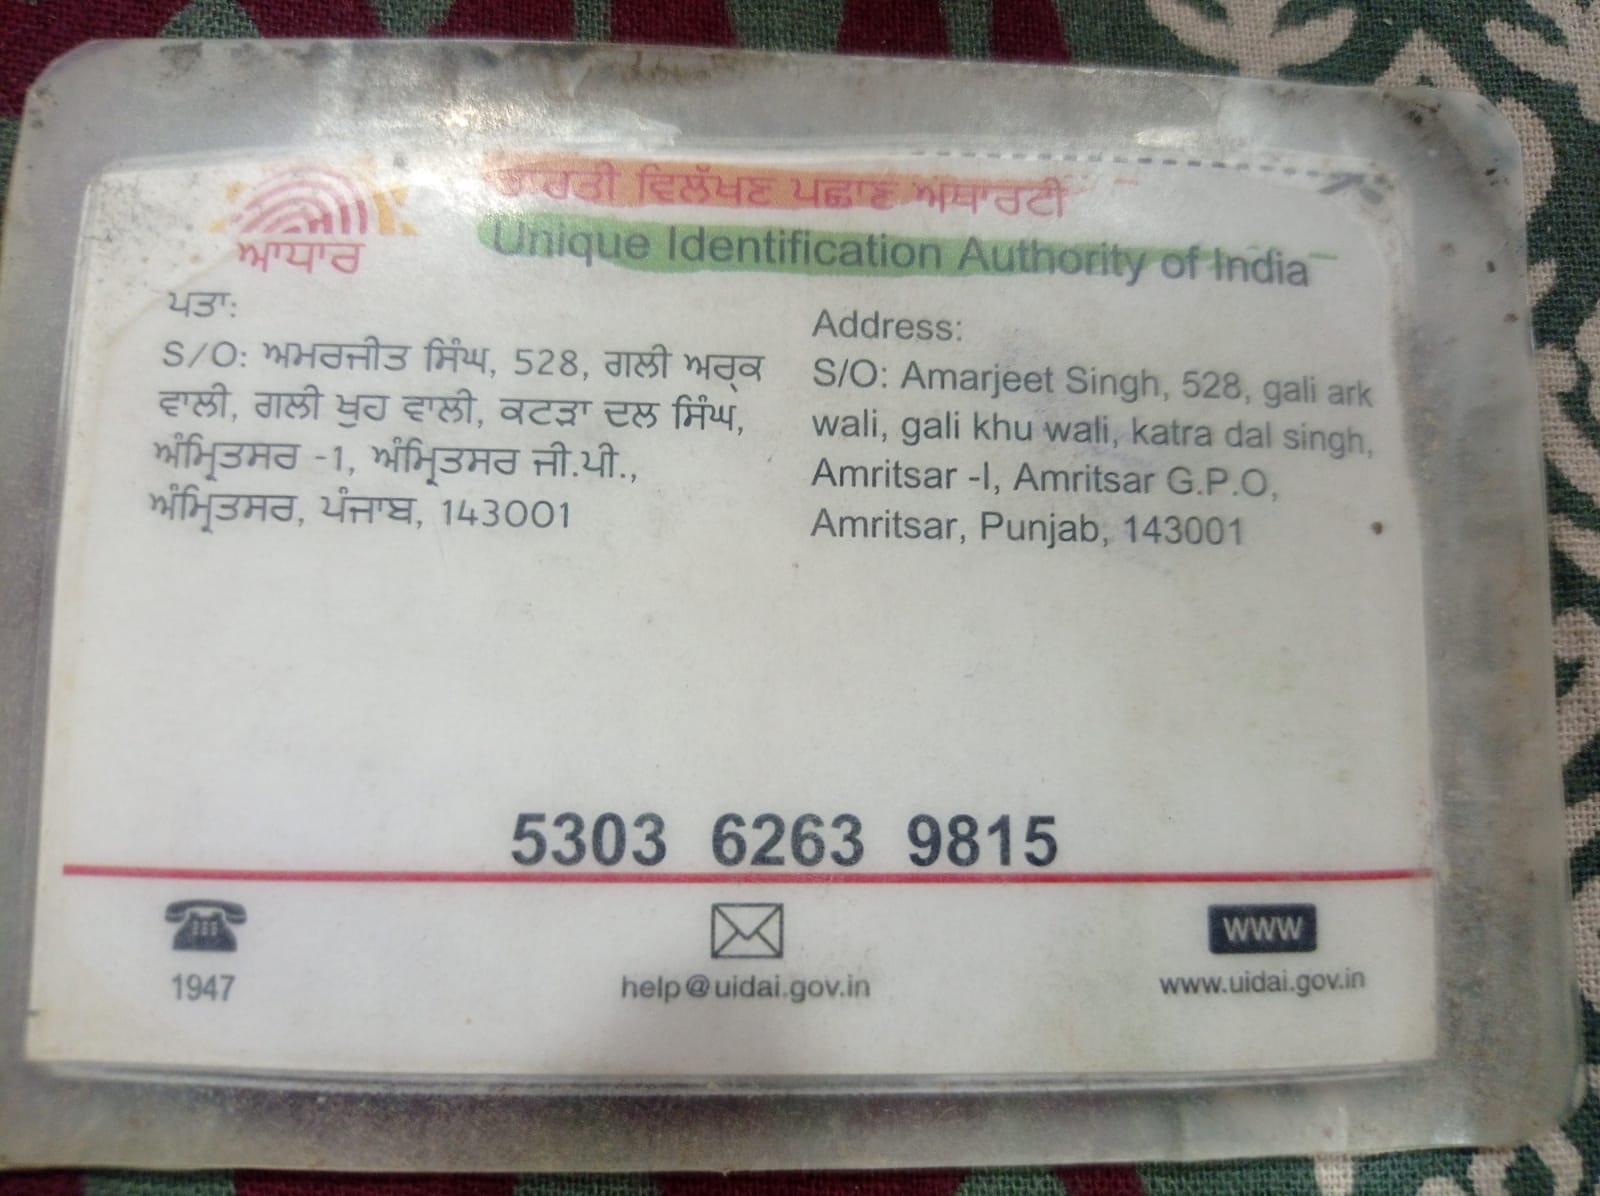 ਆਧਾਰ
ਭਾਰਤੀ ਵਿਲੱਖਣ ਪਛਾਣ ਅਥਾਰਟੀ
Unique Identification Authority of India
ਪਤਾ:
S/O: ਅਮਰਜੀਤ ਸਿੰਘ, 528, ਗਲੀ ਅਰ੍ਕ
ਵਾਲੀ, ਗਲੀ ਖੁਹ ਵਾਲੀ, ਕਟੜਾ ਦਲ ਸਿੰਘ,
ਅੰਮ੍ਰਿਤਸਰ -1, ਅੰਮ੍ਰਿਤਸਰ ਜੀ.ਪੀ.,
ਅੰਮ੍ਰਿਤਸਰ, ਪੰਜਾਬ, 143001
Address:
S/O: Amarjeet Singh, 528, gali ark
wali, gali khu wali, katra dal singh,
Amritsar -I, Amritsar G.P.O,
Amritsar, Punjab, 143001
5303 6263 9815
1947
help@uidai.gov.in
www
www.uidai.gov.in